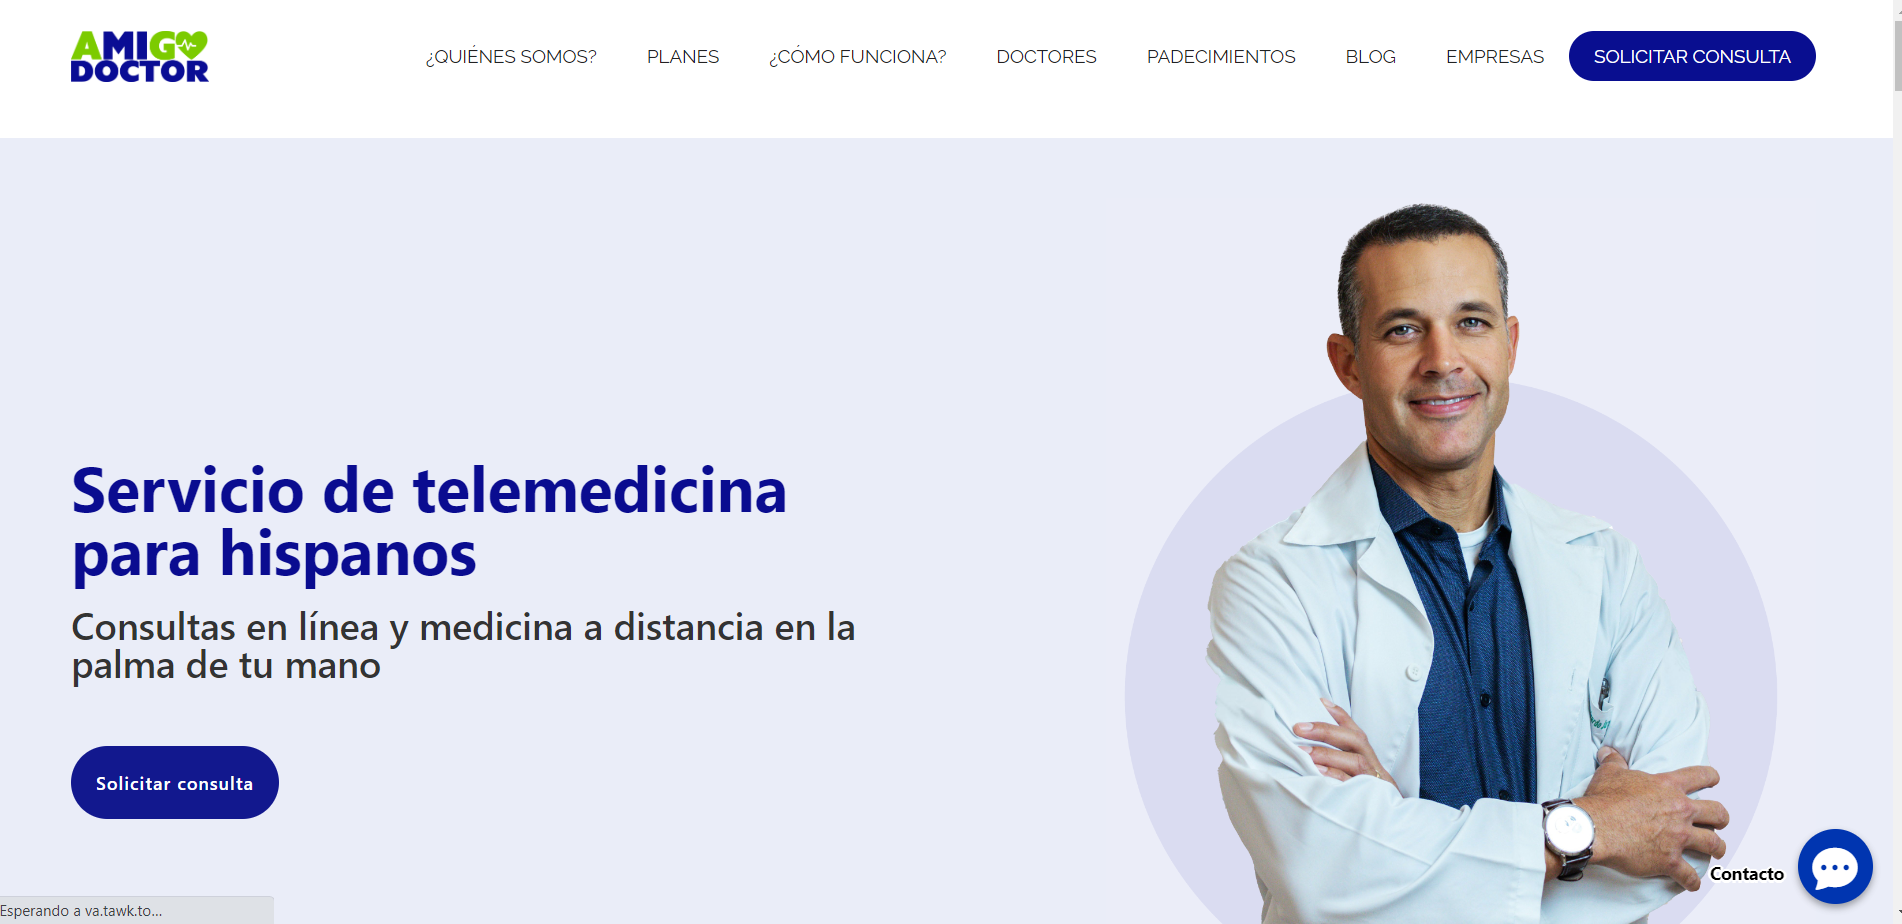 AMIGO
DOCTOR
¿QUIÉNES SOMOS?
PLANES
¿CÓMO FUNCIONA?
DOCTORES
PADECIMIENTOS
BLOG
EMPRESAS
SOLICITAR CONSULTA
Servicio de telemedicina
para hispanos
Consultas en línea y medicina a distancia en la
palma de tu mano
Solicitar consulta
Contacto
Esperando a va.tawk.to...